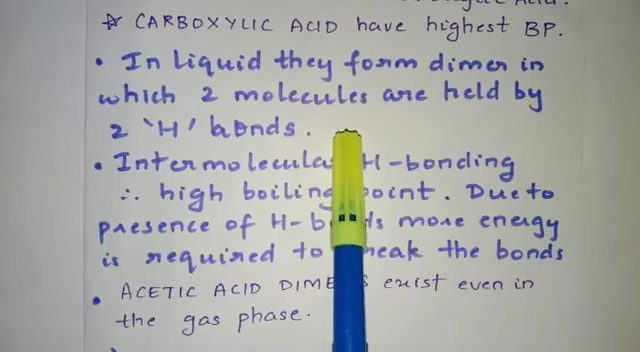 ☆ CARBOXYLIC ACID have highest BP.
• In liquid they form dimer in
which 2 molecules are held by
2 'H' bonds.
• Intermolecula H-bonding
∴ high boiling point. Due to
presence of H-b ds more energy
is required to reak the bonds
• ACETIC ACID DIME S exist even in
the gas phase.